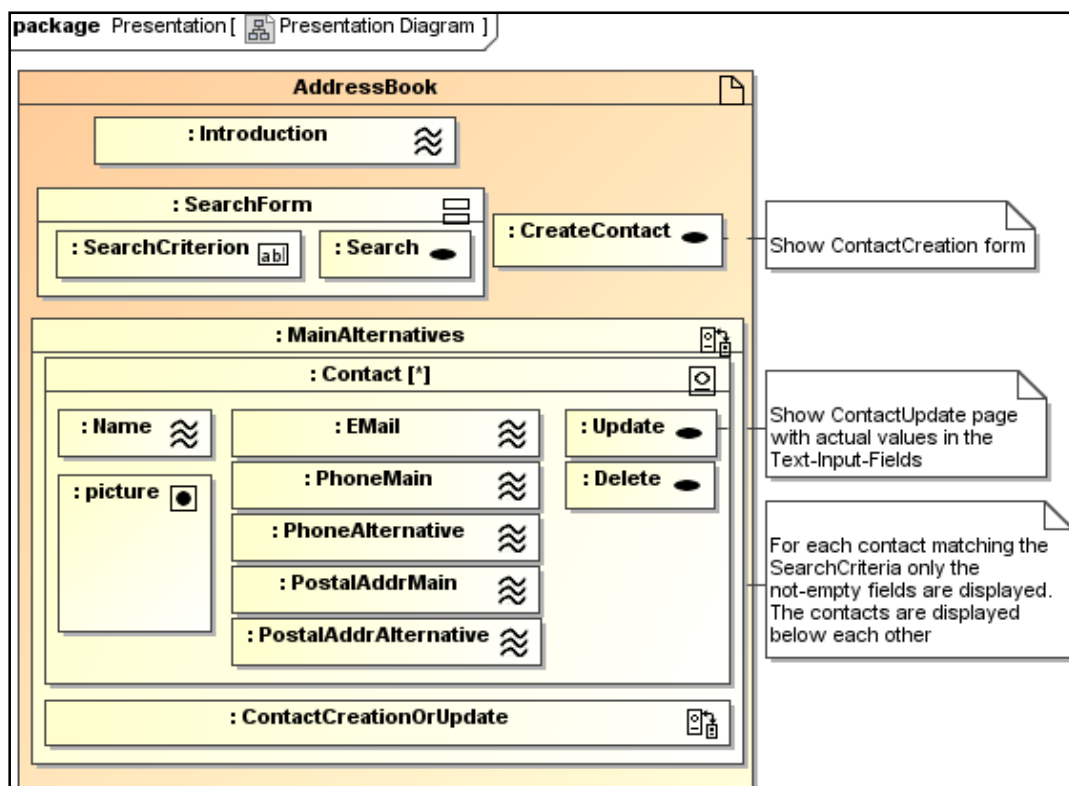 package Presentation [ Presentation Diagram ]
AddressBook
: Introduction
: SearchForm
: SearchCriterion
abl
: Search
: CreateContact
Show ContactCreation form
: MainAlternatives
: Contact [*]
: Name
: EMail
: Update
Show ContactUpdate page
with actual values in the
Text-Input-Fields
: picture
: PhoneMain
: Delete
: PhoneAlternative
: PostalAddrMain
: PostalAddrAlternative
For each contact matching the
SearchCriteria only the
not-empty fields are displayed.
The contacts are displayed
below each other
: ContactCreationOrUpdate